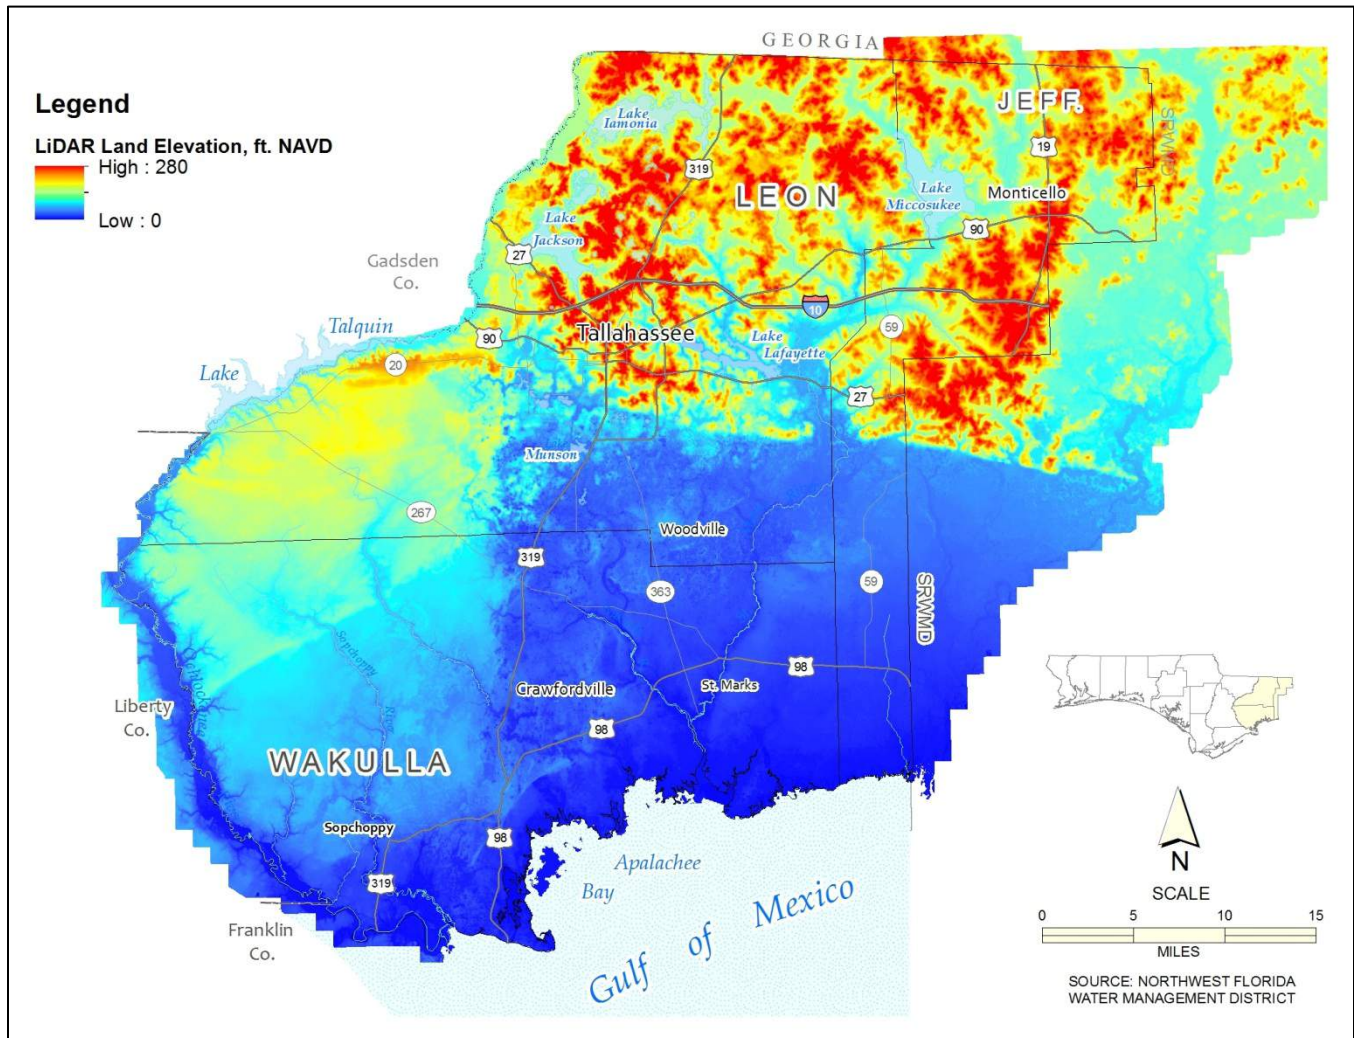 GEORGIA
Legend
LiDAR Land Elevation, ft. NAVD
High : 280
Low : 0
JEFF.
Lake
Iamonia
SRWMD
19
319
LEON
Lake
Miccosukee
Monticello
Lake
Jackson
90
27
Gadsden
Co.
10
Talquin
Tallahassee
59
90
Lake
Lafayette
20
Lake
27
Munson
267
Woodville
319
363
59
SRWMD
Sopchoppy
River
98
Crawfordville
St. Marks
Liberty
Co.
98
WAKULLA
Sopchoppy
98
Apalachee
Bay
319
Gulf of Mexico
Franklin
Co.
N
SCALE
0 5 10 15
MILES
SOURCE: NORTHWEST FLORIDA
WATER MANAGEMENT DISTRICT